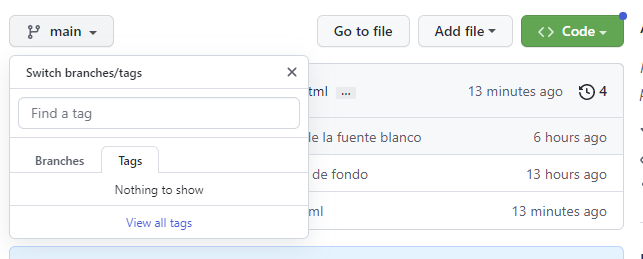 main
Go to file
Add file
<> Code
Switch branches/tags
Find a tag
Branches
Tags
Nothing to show
View all tags
tml ... 13 minutes ago 4
le la fuente blanco 6 hours ago
de fondo 13 hours ago
ml 13 minutes ago